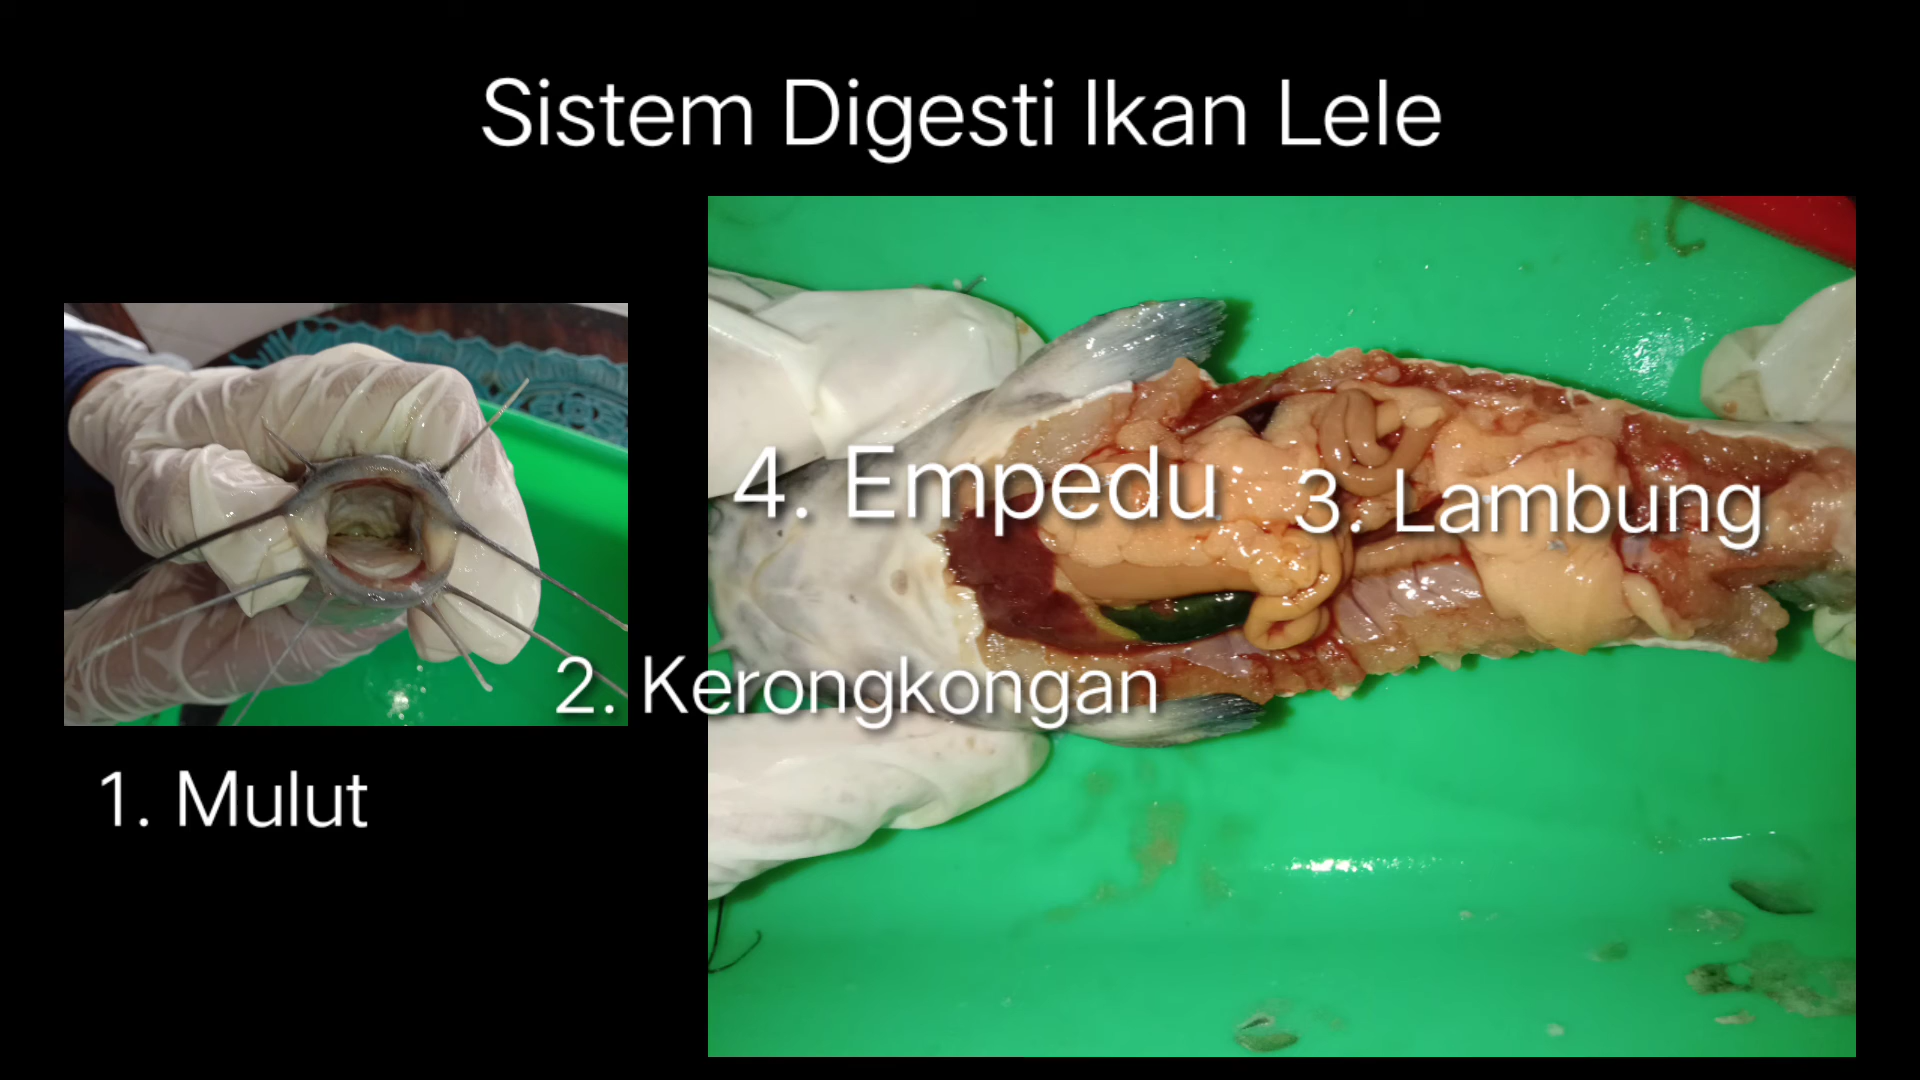 Sistem Digesti Ikan Lele
4. Empedu
3. Lambung
2. Kerongkongan
1. Mulut